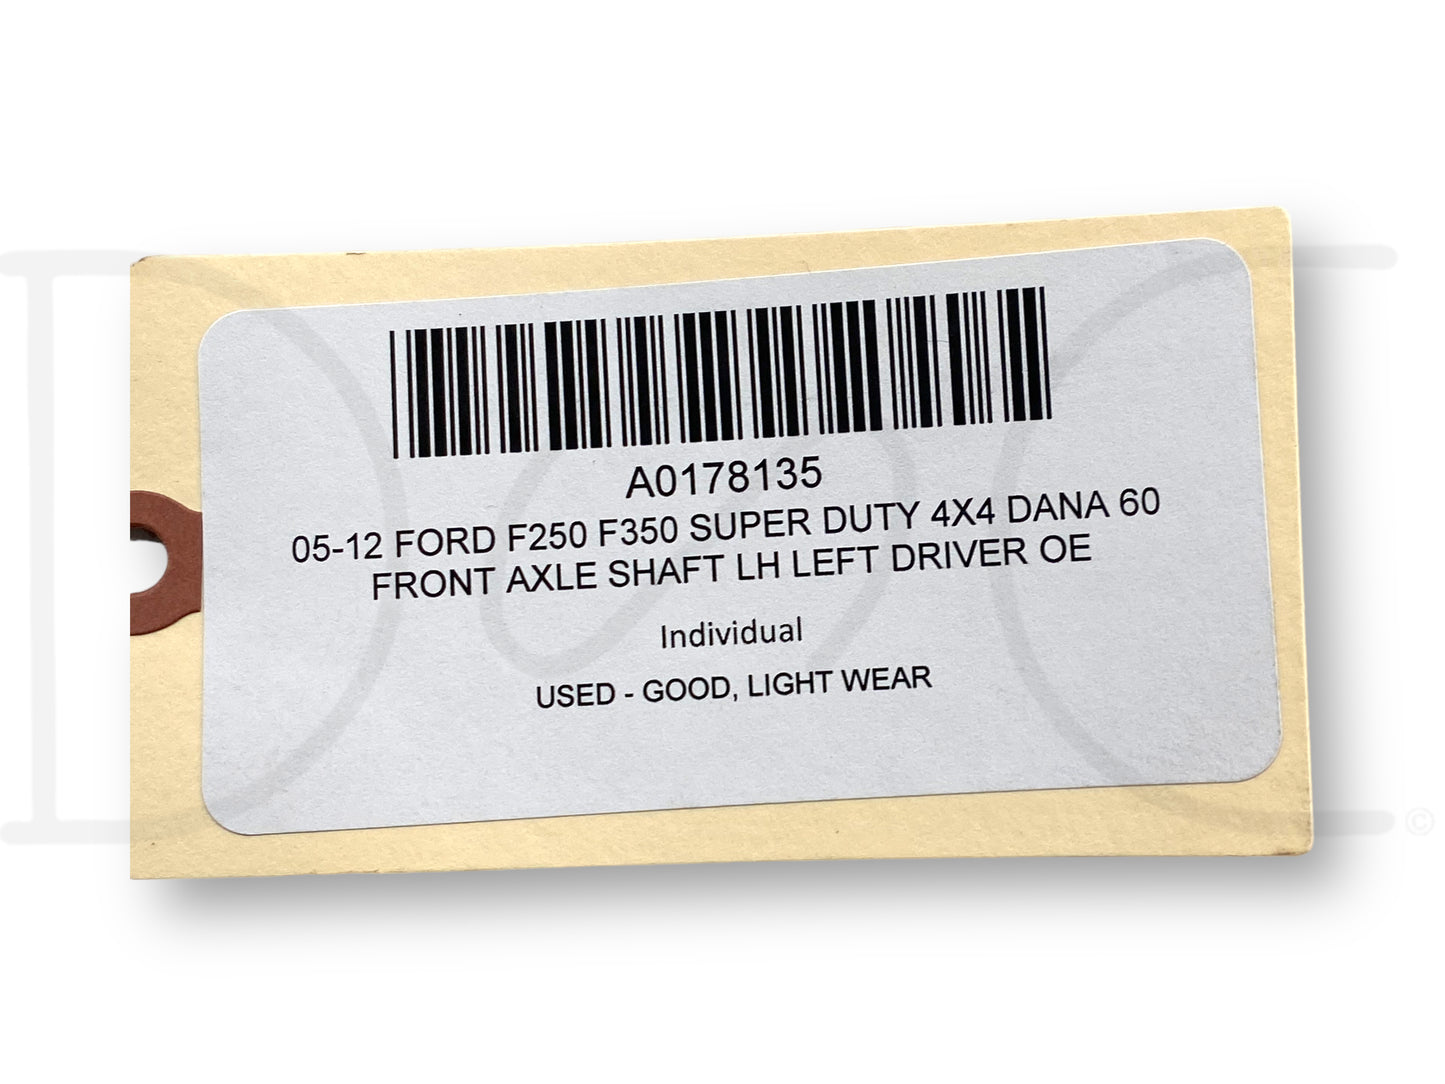 A0178135
05-12 FORD F250 F350 SUPER DUTY 4X4 DANA 60
FRONT AXLE SHAFT LH LEFT DRIVER OE
Individual
USED - GOOD, LIGHT WEAR
©